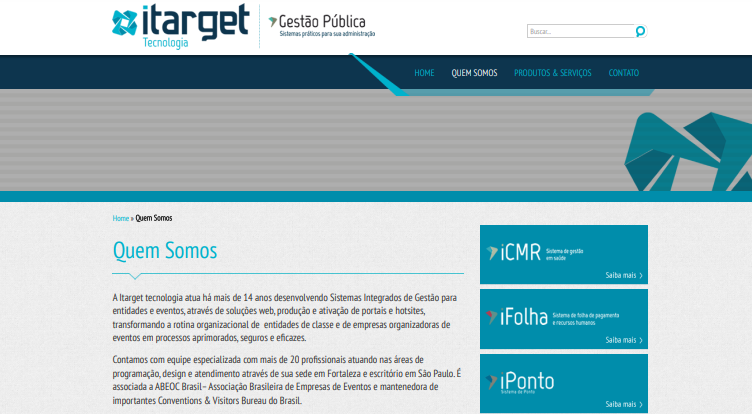 itarget
Tecnologia
Gestão Pública
Sistemas práticos para sua administração
Buscar...
HOME QUEM SOMOS PRODUTOS & SERVIÇOS CONTATO
Home » Quem Somos
Quem Somos
A Itarget tecnologia atua há mais de 14 anos desenvolvendo Sistemas Integrados de Gestão para
entidades e eventos, através de soluções web, produção e ativação de portais e hotsites,
transformando a rotina organizacional de entidades de classe e de empresas organizadoras de
eventos em processos aprimorados, seguros e eficazes.
Contamos com equipe especializada com mais de 20 profissionais atuando nas áreas de
programação, design e atendimento através de sua sede em Fortaleza e escritório em São Paulo. É
associada a ABEOC Brasil – Associação Brasileira de Empresas de Eventos e mantenedora de
importantes Conventions & Visitors Bureau do Brasil.
iCMR
Sistema de gestão
em saúde
Saiba mais
iFolha
Sistema de folha de pagamento
e recursos humanos
Saiba mais
iPonto
Sistema de Ponto
Saiba mais